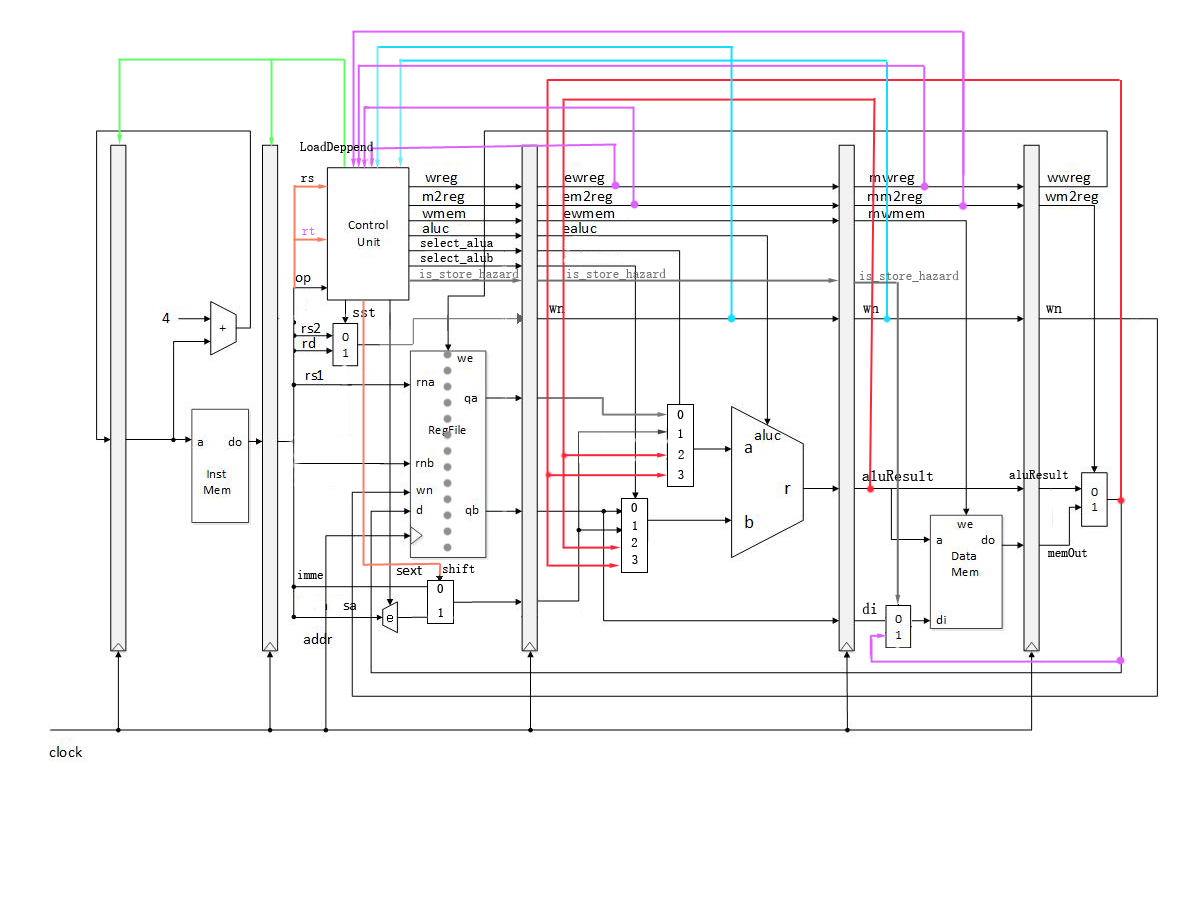 LoadDeppend
rs
rt
op
Control
Unit
wreg
m2reg
wmem
aluc
select_alua
select_alub
is_store_hazard
ewreg
em2reg
ewmem
ealuc
is_store_hazard
mwreg
mm2reg
mwmem
is_store_hazard
wwreg
wm2reg
4
+
sst
Wn
Wn
Wn
rs2
rd
0
1
rs1
we
rna
qa
RegFile
rnb
wn
d
qb
a
do
Inst
Mem
0
1
2
3
0
1
2
3
aluc
a
b
r
aluResult
aluResult
0
1
we
a
do
Data
Mem
di
memOut
imme
sext
shift
0
1
sa
e
addr
di
0
1
clock